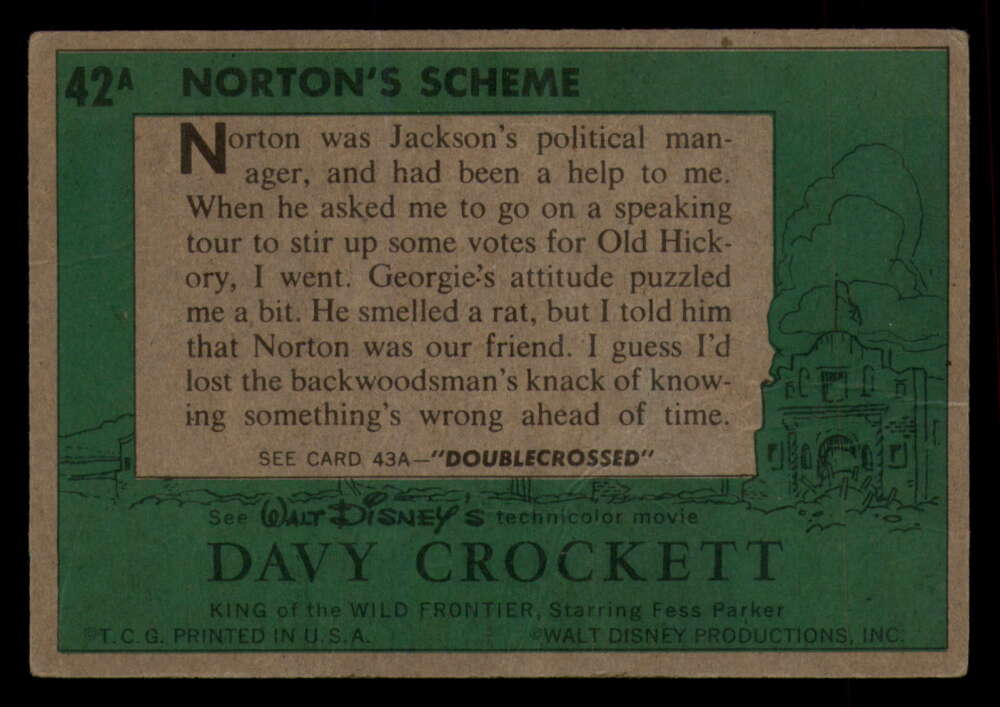 42A NORTON'S SCHEME
Norton was Jackson's political man-
ager, and had been a help to me.
When he asked me to go on a speaking
tour to stir up some votes for Old Hick-
ory, I went. Georgie's attitude puzzled
me a bit. He smelled a rat, but I told him
that Norton was our friend. I guess I'd
lost the backwoodsman's knack of know-
ing something's wrong ahead of time.
SEE CARD 43A—"DOUBLECROSSED"
See WALT DISNEY'S technicolor movie
DAVY CROCKETT
KING of the WILD FRONTIER, Starring Fess Parker
©T.C.G. PRINTED IN U.S.A. ©WALT DISNEY PRODUCTIONS, INC.